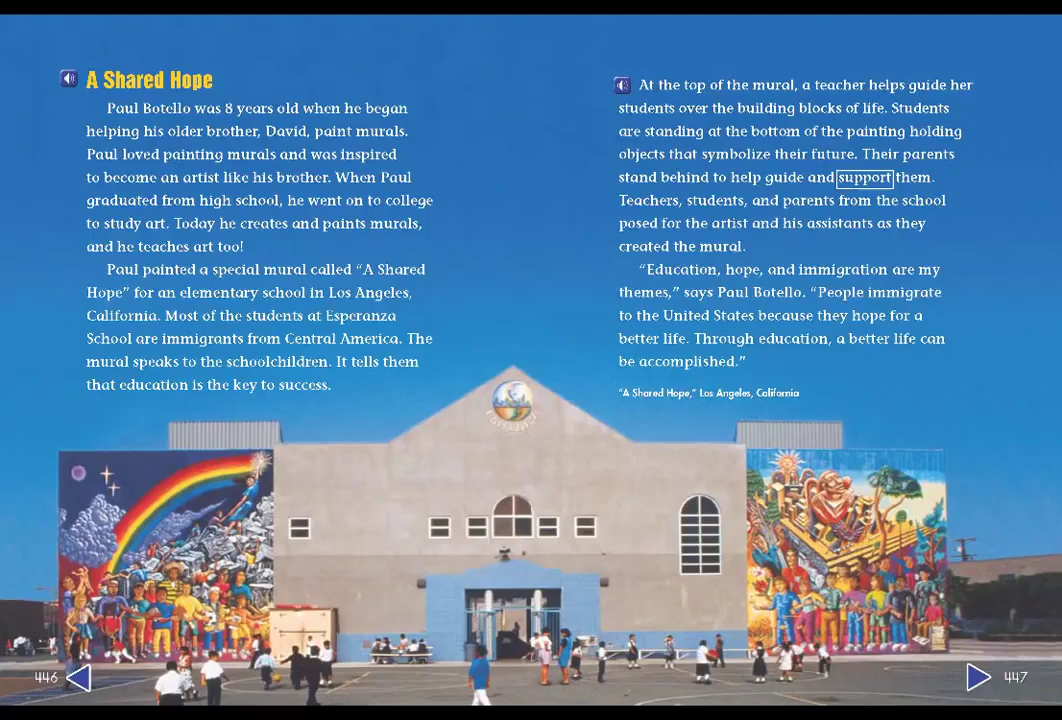 A Shared Hope
Paul Botello was 8 years old when he began
helping his older brother, David, paint murals.
Paul loved painting murals and was inspired
to become an artist like his brother. When Paul
graduated from high school, he went on to college
to study art. Today he creates and paints murals,
and he teaches art too!
Paul painted a special mural called “A Shared
Hope” for an elementary school in Los Angeles,
California. Most of the students at Esperanza
School are immigrants from Central America. The
mural speaks to the schoolchildren. It tells them
that education is the key to success.
446
At the top of the mural, a teacher helps guide her
students over the building blocks of life. Students
are standing at the bottom of the painting holding
objects that symbolize their future. Their parents
stand behind to help guide and support them.
Teachers, students, and parents from the school
posed for the artist and his assistants as they
created the mural.
“Education, hope, and immigration are my
themes,” says Paul Botello. “People immigrate
to the United States because they hope for a
better life. Through education, a better life can
be accomplished.”
“A Shared Hope,” Los Angeles, California
447